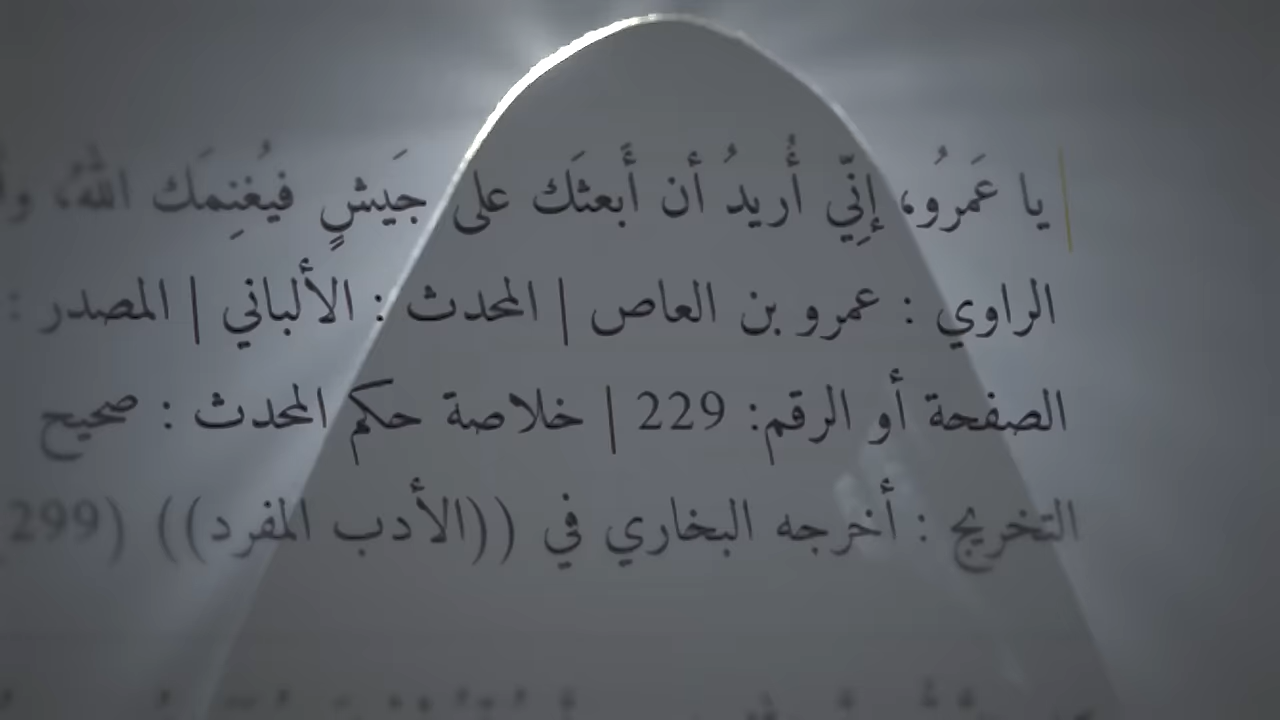 يا عَمرُو، إنِّي أُريدُ أن أَبعثَك على جَيشٍ فيُغنِمَك اللهُ،
الراوي : عمرو بن العاص | المحدث : الألباني | المصدر :
الصفحة أو الرقم: 229 | خلاصة حكم المحدث : صحيح
التخريج : أخرجه البخاري في ((الأدب المفرد)) (299